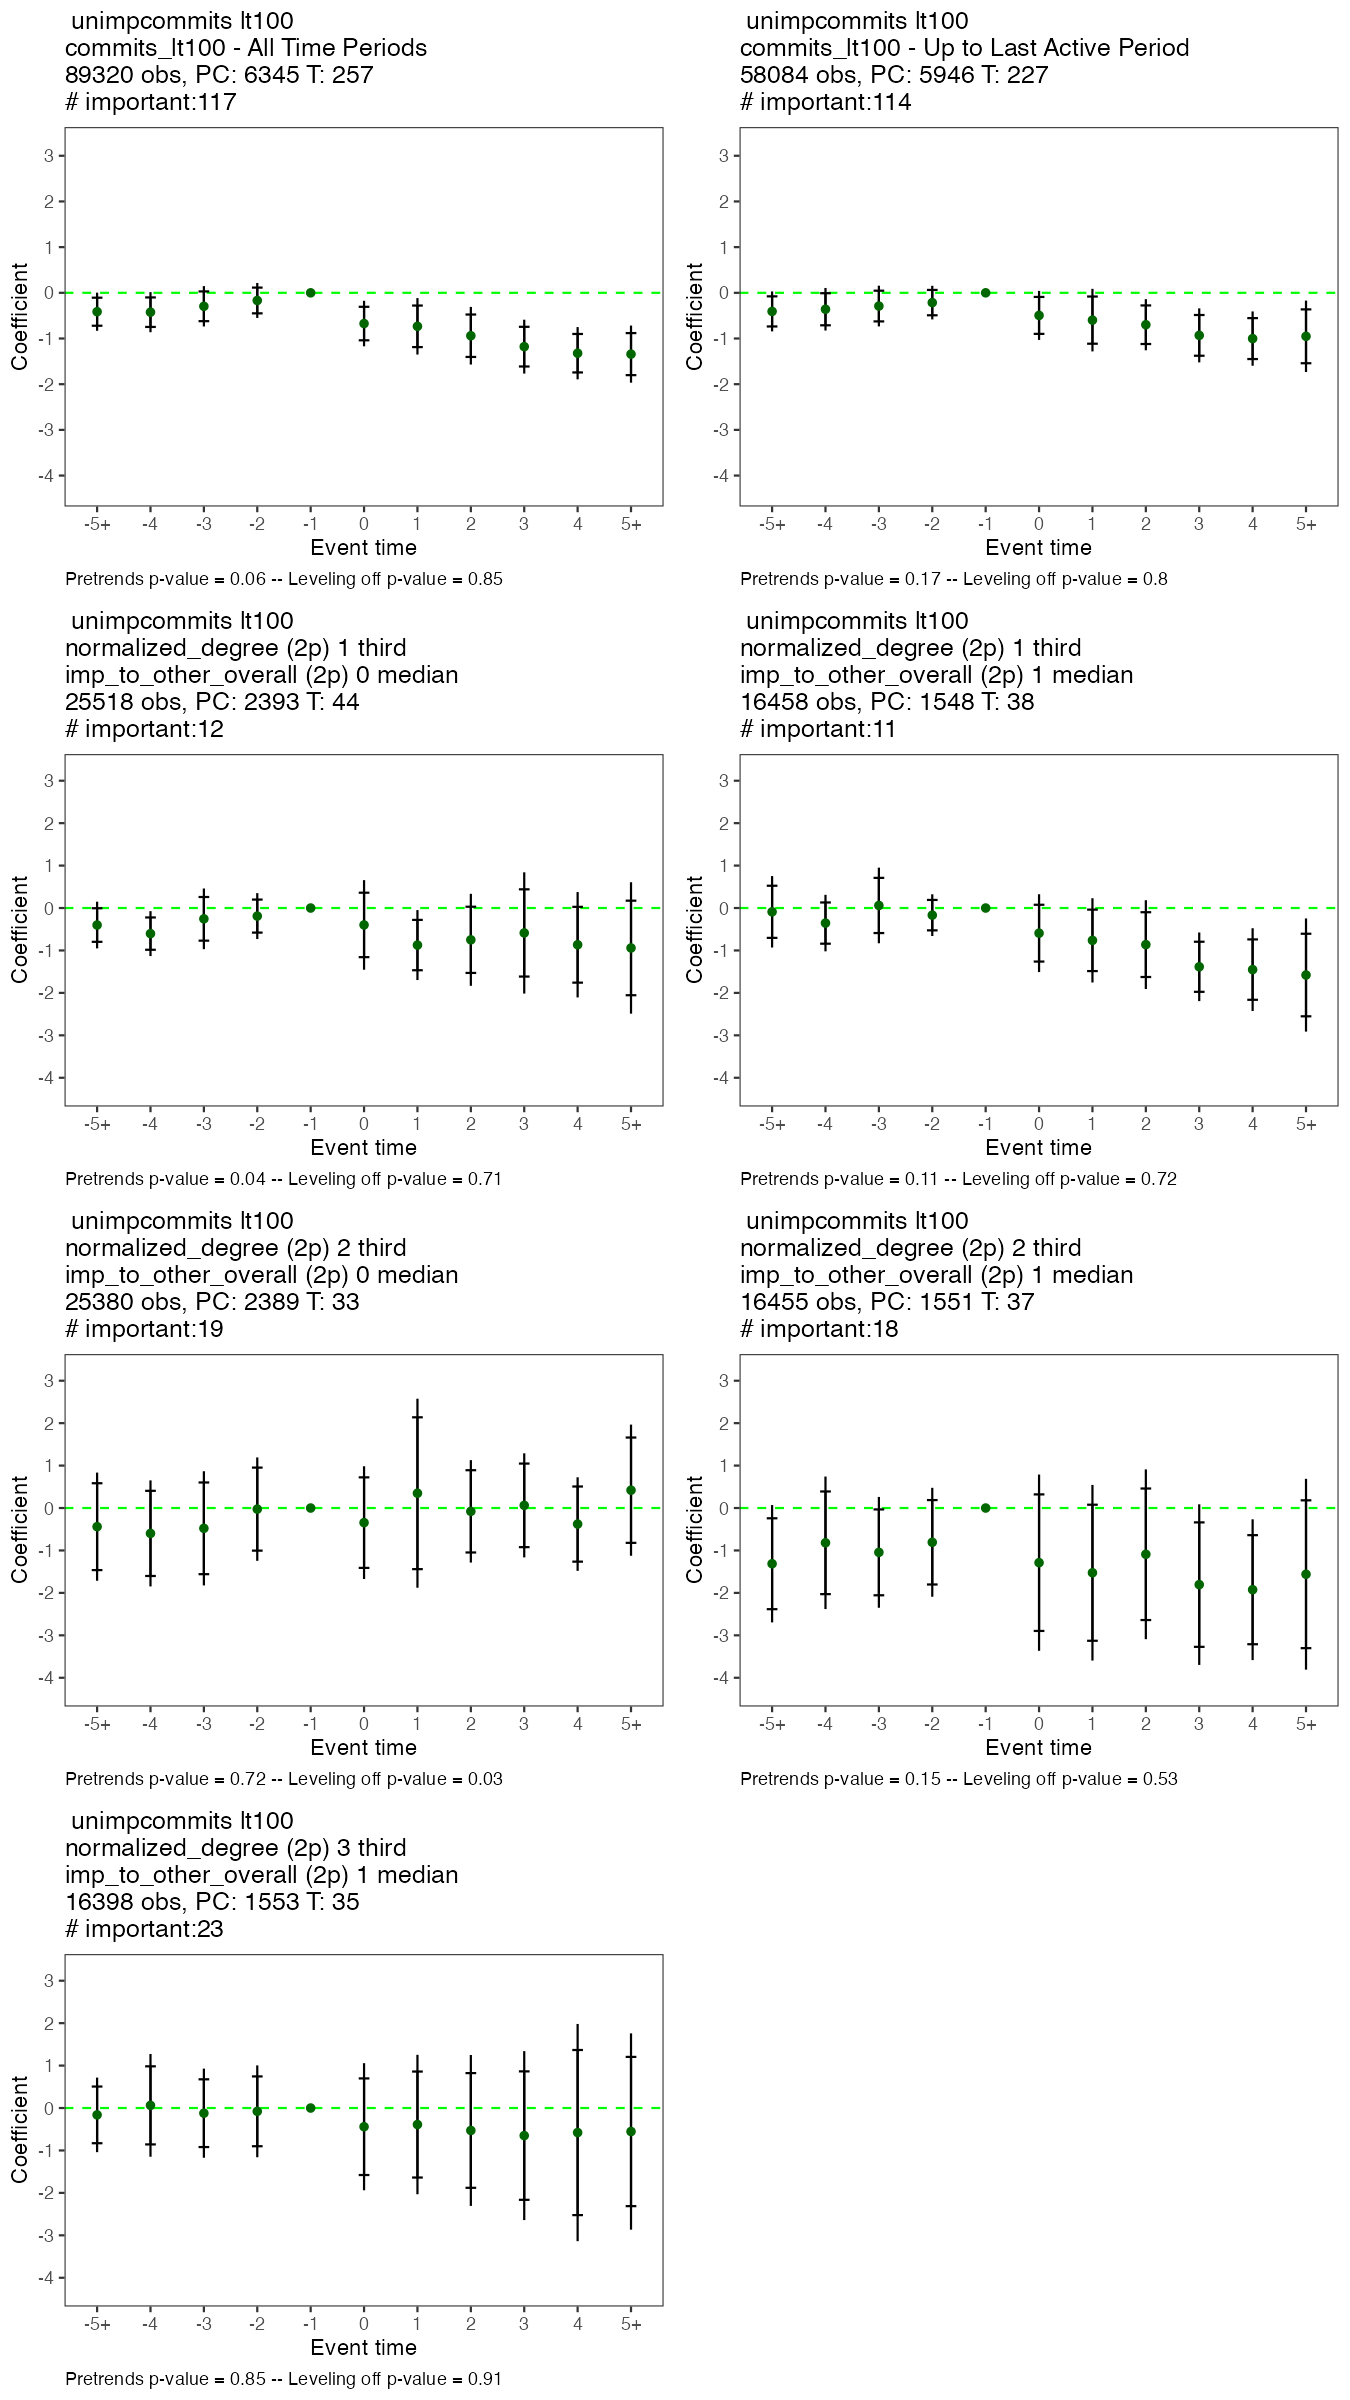 unimpcommits lt100
commits_lt100 - All Time Periods
89320 obs, PC: 6345 T: 257
# important:117
3
2
1
0
-1
-2
-3
-4
Coefficient
-5+ -4 -3 -2 -1 0 1 2 3 4 5+
Event time
Pretrends p-value = 0.06 -- Leveling off p-value = 0.85
unimpcommits lt100
commits_lt100 - Up to Last Active Period
58084 obs, PC: 5946 T: 227
# important:114
3
2
1
0
-1
-2
-3
-4
Coefficient
-5+ -4 -3 -2 -1 0 1 2 3 4 5+
Event time
Pretrends p-value = 0.17 -- Leveling off p-value = 0.8
unimpcommits lt100
normalized_degree (2p) 1 third
imp_to_other_overall (2p) 0 median
25518 obs, PC: 2393 T: 44
# important:12
3
2
1
0
-1
-2
-3
-4
Coefficient
-5+ -4 -3 -2 -1 0 1 2 3 4 5+
Event time
Pretrends p-value = 0.04 -- Leveling off p-value = 0.71
unimpcommits lt100
normalized_degree (2p) 1 third
imp_to_other_overall (2p) 1 median
16458 obs, PC: 1548 T: 38
# important:11
3
2
1
0
-1
-2
-3
-4
Coefficient
-5+ -4 -3 -2 -1 0 1 2 3 4 5+
Event time
Pretrends p-value = 0.11 -- Leveling off p-value = 0.72
unimpcommits lt100
normalized_degree (2p) 2 third
imp_to_other_overall (2p) 0 median
25380 obs, PC: 2389 T: 33
# important:19
3
2
1
0
-1
-2
-3
-4
Coefficient
-5+ -4 -3 -2 -1 0 1 2 3 4 5+
Event time
Pretrends p-value = 0.72 -- Leveling off p-value = 0.03
unimpcommits lt100
normalized_degree (2p) 2 third
imp_to_other_overall (2p) 1 median
16455 obs, PC: 1551 T: 37
# important:18
3
2
1
0
-1
-2
-3
-4
Coefficient
-5+ -4 -3 -2 -1 0 1 2 3 4 5+
Event time
Pretrends p-value = 0.15 -- Leveling off p-value = 0.53
unimpcommits lt100
normalized_degree (2p) 3 third
imp_to_other_overall (2p) 1 median
16398 obs, PC: 1553 T: 35
# important:23
3
2
1
0
-1
-2
-3
-4
Coefficient
-5+ -4 -3 -2 -1 0 1 2 3 4 5+
Event time
Pretrends p-value = 0.85 -- Leveling off p-value = 0.91